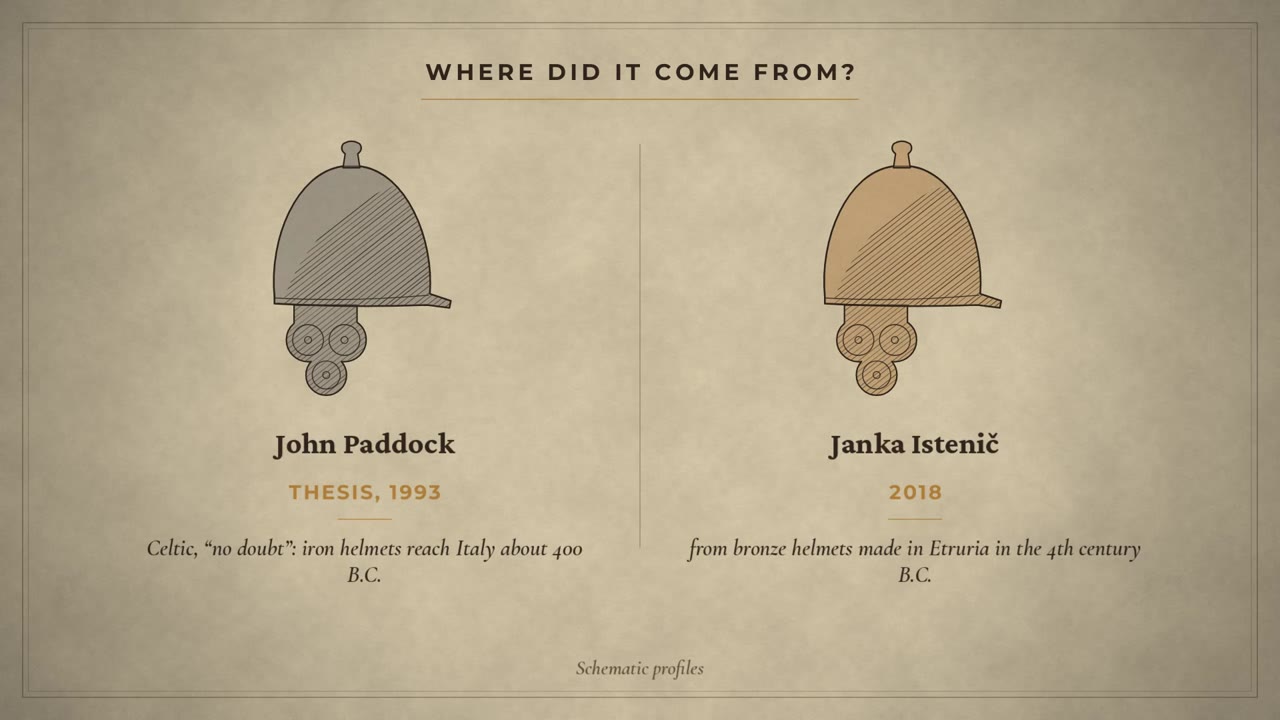 WHERE DID IT COME FROM?
John Paddock
THESIS, 1993
Celtic, “no doubt”: iron helmets reach Italy about 400
B.C.
Janka Istenič
2018
from bronze helmets made in Etruria in the 4th century
B.C.
Schematic profiles